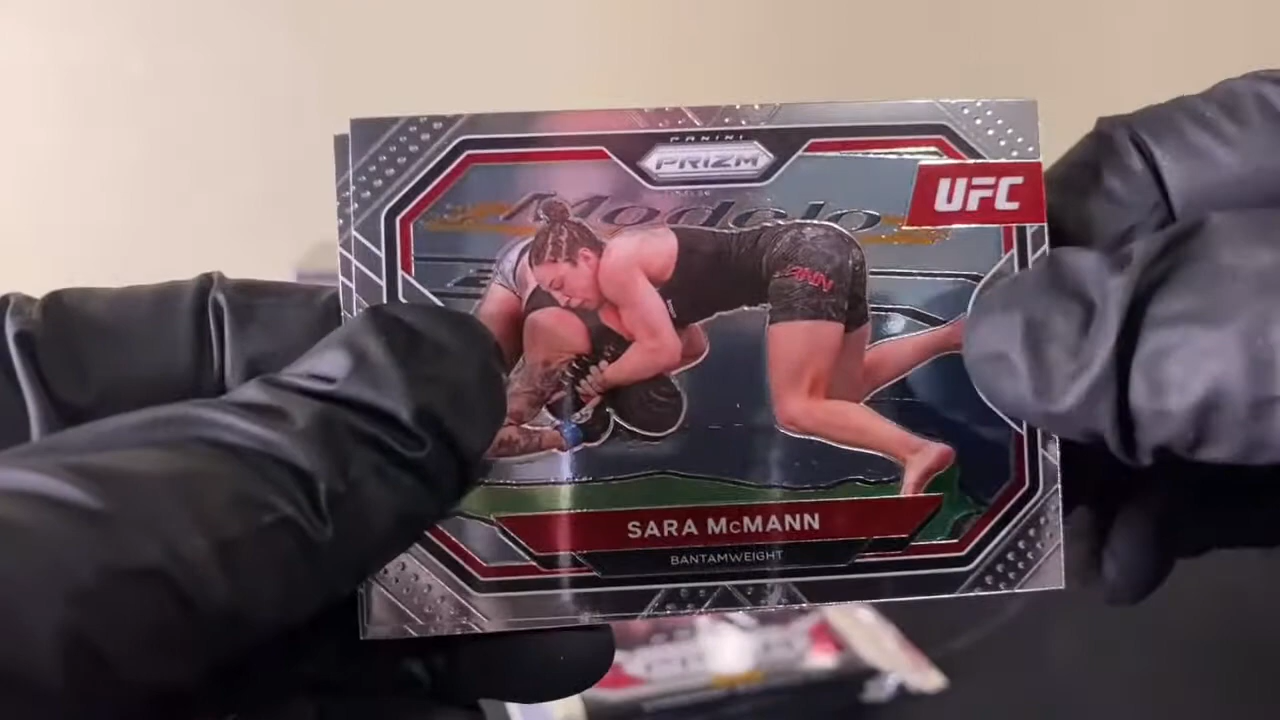 PANINI
PRIZM
UFC
Modelo
SARA McMANN
BANTAMWEIGHT